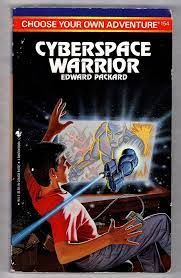 CHOOSE YOUR OWN ADVENTURE® 154
CYBERSPACE
WARRIOR
EDWARD PACKARD